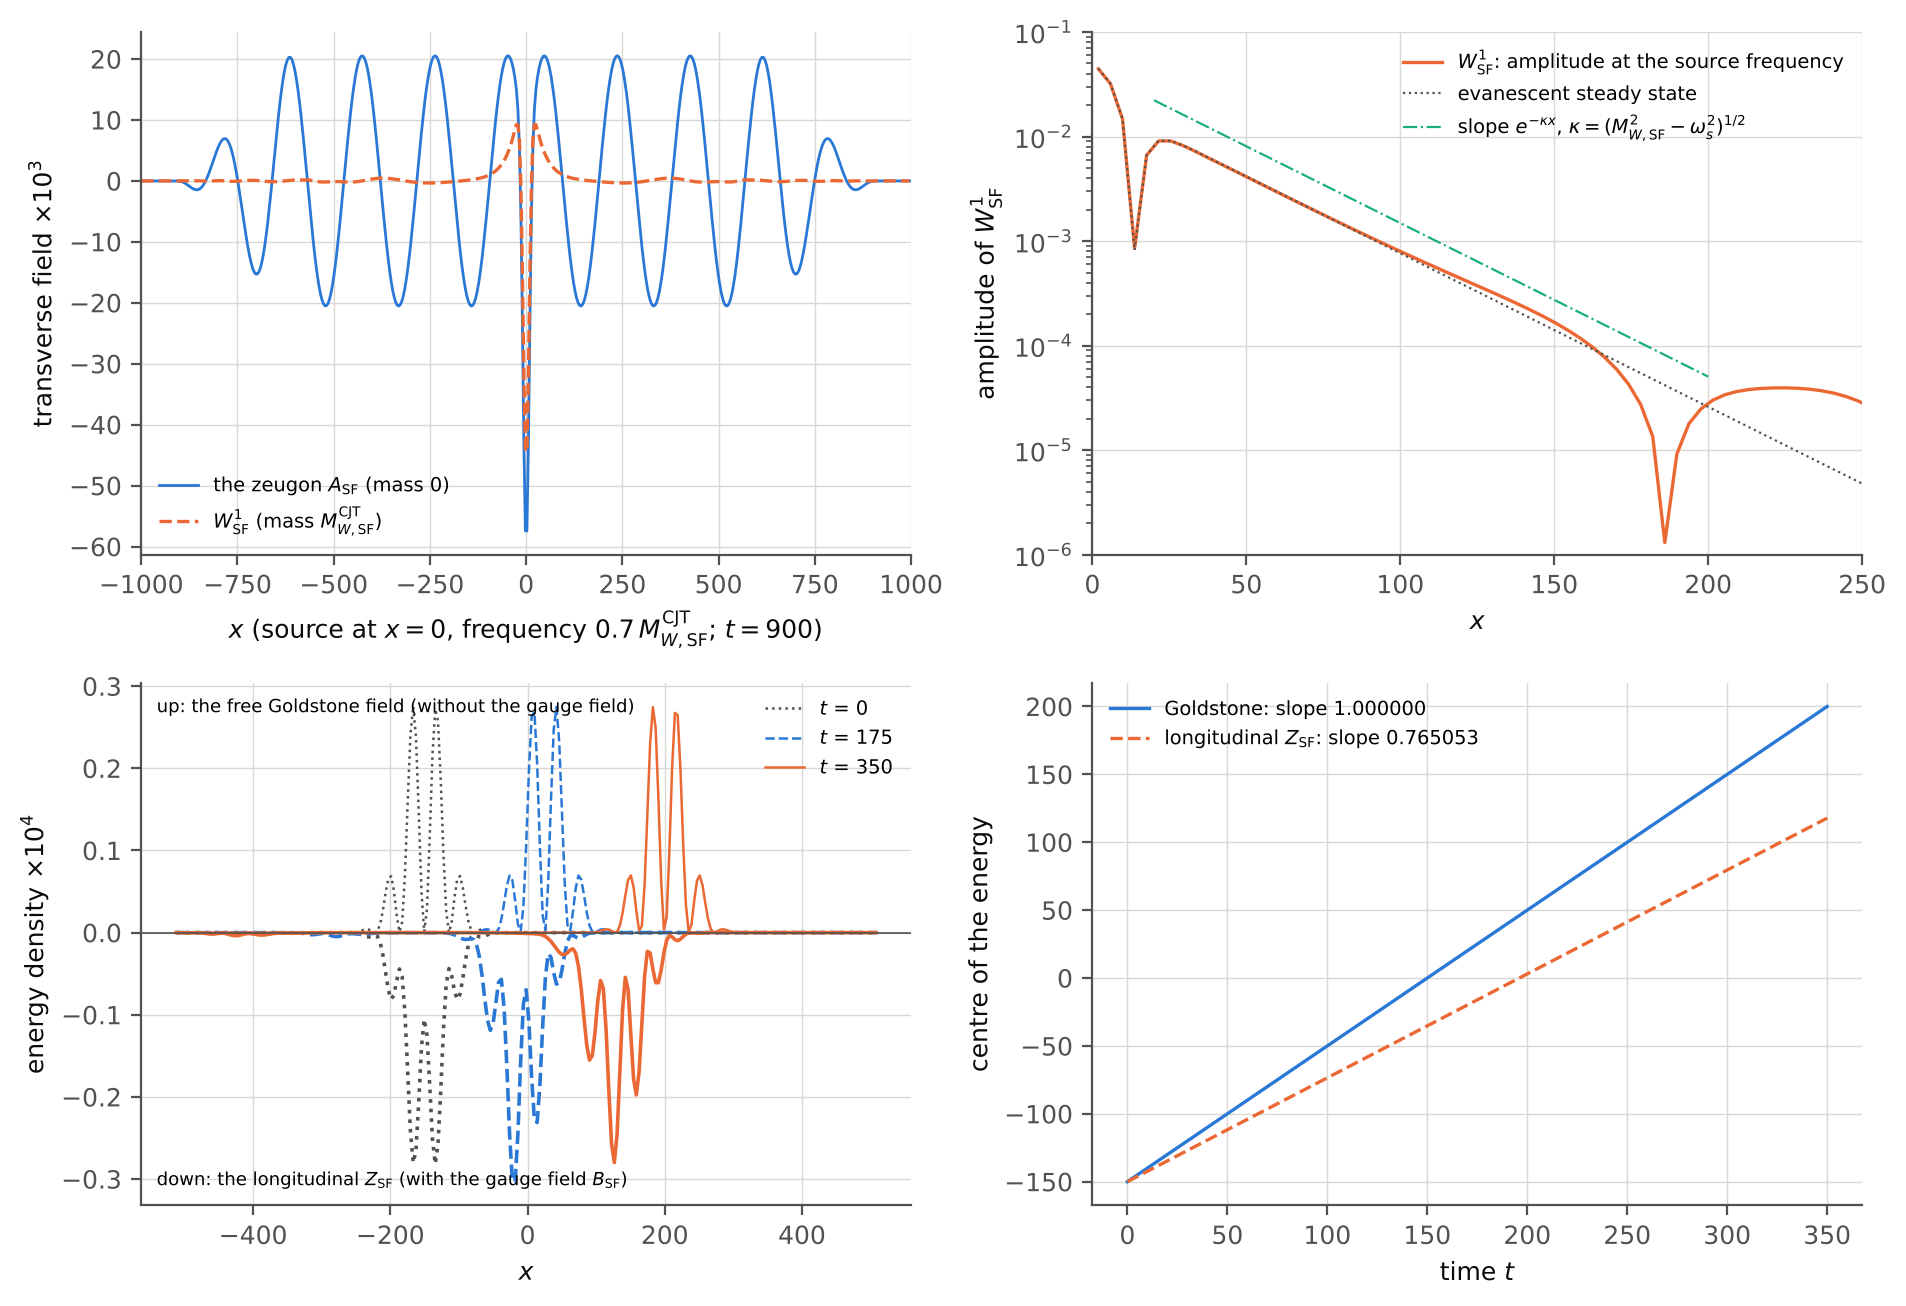 20
10
0
−10
−20
−30
−40
−50
−60
transverse field ×10³
the zeugon A_SF (mass 0)
W¹_SF (mass M^CJT_W,SF)
−1000 −750 −500 −250 0 250 500 750 1000
x (source at x = 0, frequency 0.7 M^CJT_W,SF; t = 900)
10⁻¹
10⁻²
10⁻³
10⁻⁴
10⁻⁵
10⁻⁶
amplitude of W¹_SF
W¹_SF: amplitude at the source frequency
evanescent steady state
slope e^−κx, κ = (M²_W,SF − ω²_s)^1/2
0 50 100 150 200 250
x
0.3
0.2
0.1
0.0
−0.1
−0.2
−0.3
energy density ×10⁴
up: the free Goldstone field (without the gauge field)
t = 0
t = 175
t = 350
down: the longitudinal Z_SF (with the gauge field B_SF)
−400 −200 0 200 400
x
200
150
100
50
0
−50
−100
−150
centre of the energy
Goldstone: slope 1.000000
longitudinal Z_SF: slope 0.765053
0 50 100 150 200 250 300 350
time t